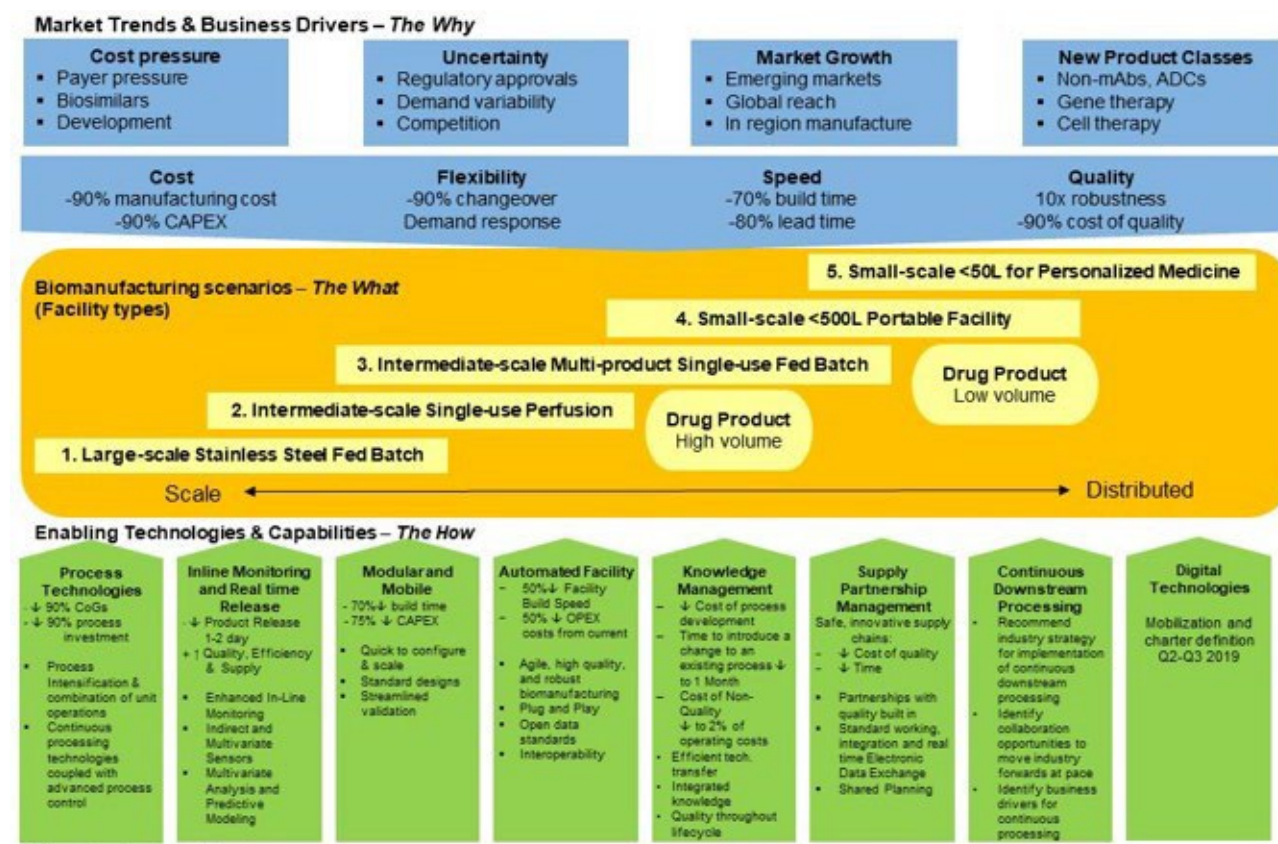 Market Trends & Business Drivers – The Why
Cost pressure
▪ Payer pressure
▪ Biosimilars
▪ Development
Uncertainty
▪ Regulatory approvals
▪ Demand variability
▪ Competition
Market Growth
▪ Emerging markets
▪ Global reach
▪ In region manufacture
New Product Classes
▪ Non-mAbs, ADCs
▪ Gene therapy
▪ Cell therapy
Cost
-90% manufacturing cost
-90% CAPEX
Flexibility
-90% changeover
Demand response
Speed
-70% build time
-80% lead time
Quality
10x robustness
-90% cost of quality
Biomanufacturing scenarios – The What
(Facility types)
5. Small-scale <50L for Personalized Medicine
4. Small-scale <500L Portable Facility
3. Intermediate-scale Multi-product Single-use Fed Batch
Drug Product
Low volume
2. Intermediate-scale Single-use Perfusion
Drug Product
High volume
1. Large-scale Stainless Steel Fed Batch
Scale
Distributed
Enabling Technologies & Capabilities – The How
Process
Technologies
- ↓ 90% CoGs
- ↓ 90% process
investment
▪ Process
Intensification &
combination of unit
operations
▪ Continuous
processing
technologies
coupled with
advanced process
control
Inline Monitoring
and Real time
Release
- ↓ Product Release
1-2 day
+ ↑ Quality, Efficiency
& Supply
▪ Enhanced In-Line
Monitoring
▪ Indirect and
Multivariate
Sensors
▪ Multivariate
Analysis and
Predictive
Modeling
Modular and
Mobile
- 70%↓ build time
- 75% ↓ CAPEX
▪ Quick to configure
& scale
▪ Standard designs
▪ Streamlined
validation
Automated Facility
– 50%↓ Facility
Build Speed
– 50% ↓ OPEX
costs from current
▪ Agile, high quality,
and robust
biomanufacturing
▪ Plug and Play
▪ Open data
standards
▪ Interoperability
Knowledge
Management
– ↓ Cost of process
development
– Time to introduce a
change to an
existing process ↓
to 1 Month
– Cost of Non-
Quality
↓ to 2% of
operating costs
• Efficient tech.
transfer
• Integrated
knowledge
• Quality throughout
lifecycle
Supply
Partnership
Management
Safe, innovative supply
chains:
– ↓ Cost of quality
– ↓ Time
▪ Partnerships with
quality built in
▪ Standard working,
integration and real
time Electronic
Data Exchange
▪ Shared Planning
Continuous
Downstream
Processing
• Recommend
industry strategy
for implementation
of continuous
downstream
processing
• Identify
collaboration
opportunities to
move industry
forwards at pace
• Identify business
drivers for
continuous
processing
Digital
Technologies
Mobilization and
charter definition
Q2-Q3 2019